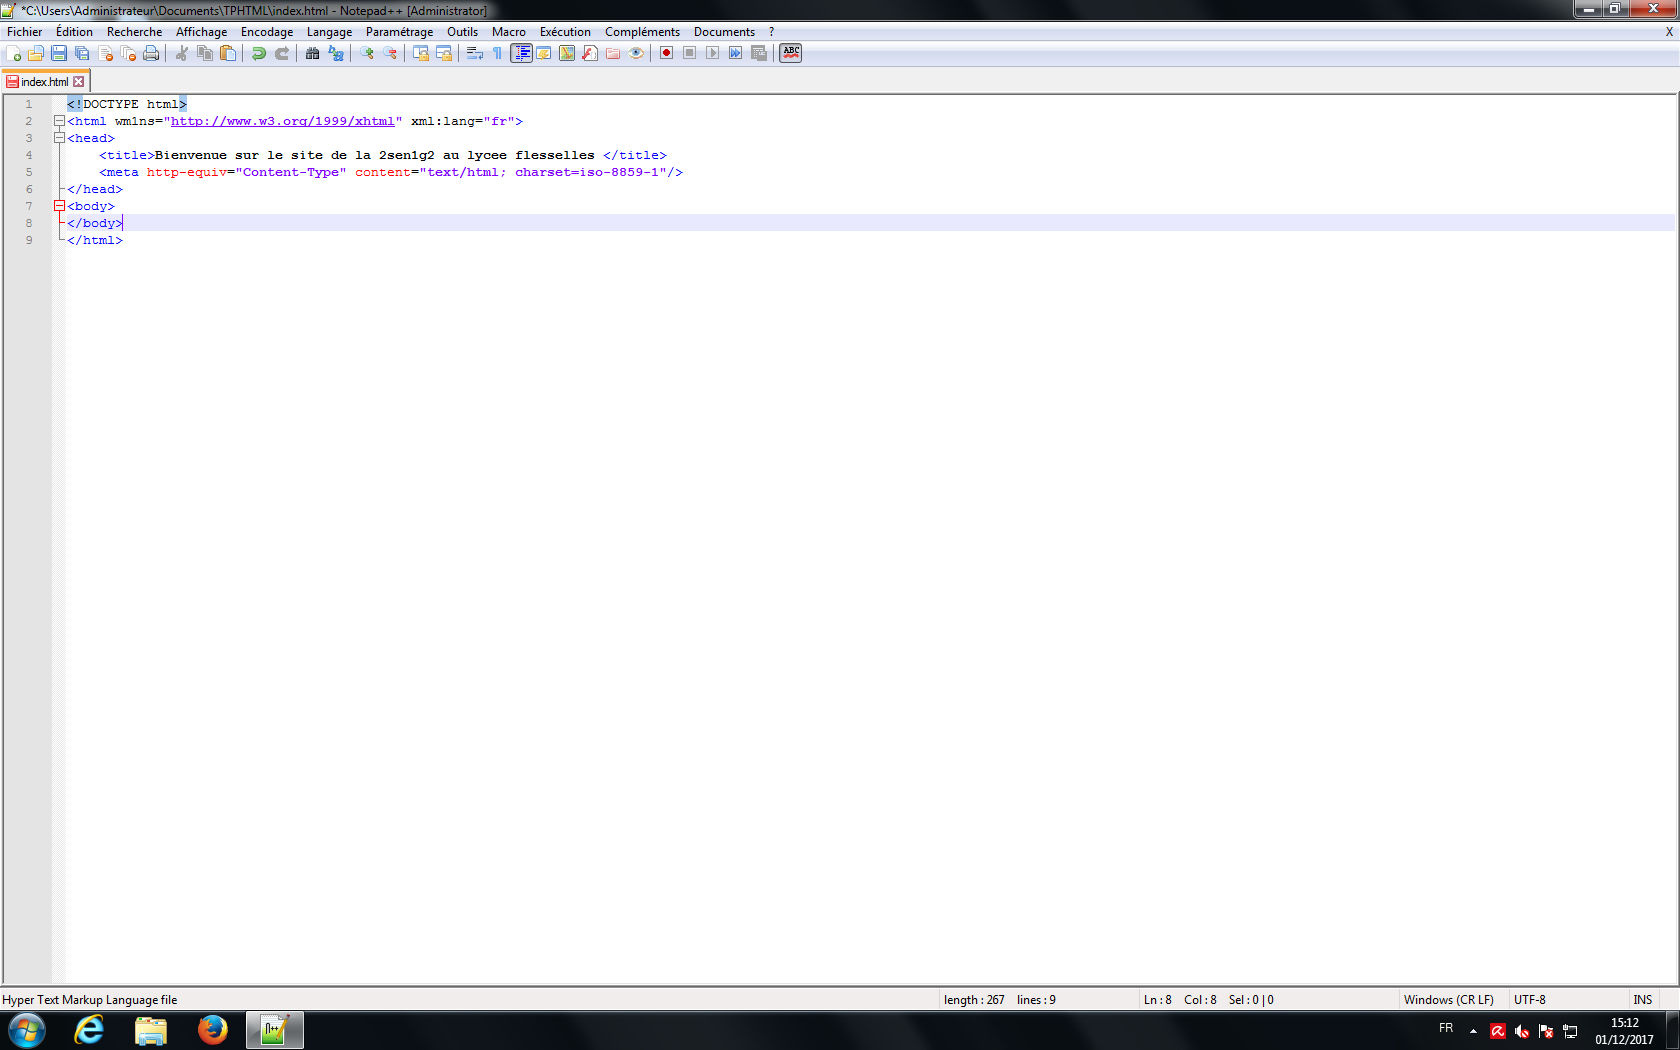 *C:\Users\Administrateur\Documents\TPHTML\index.html - Notepad++ [Administrator]
Fichier Édition Recherche Affichage Encodage Langage Paramétrage Outils Macro Exécution Compléments Documents ? X
ABC
index.html
1 <!DOCTYPE html>
2 <html wm1ns="http://www.w3.org/1999/xhtml" xml:lang="fr">
3 <head>
4 <title>Bienvenue sur le site de la 2sen1g2 au lycee flesselles </title>
5 <meta http-equiv="Content-Type" content="text/html; charset=iso-8859-1"/>
6 </head>
7 <body>
8 </body>
9 </html>
Hyper Text Markup Language file length : 267 lines : 9 Ln : 8 Col : 8 Sel : 0 | 0 Windows (CR LF) UTF-8 INS
FR 15:12
01/12/2017